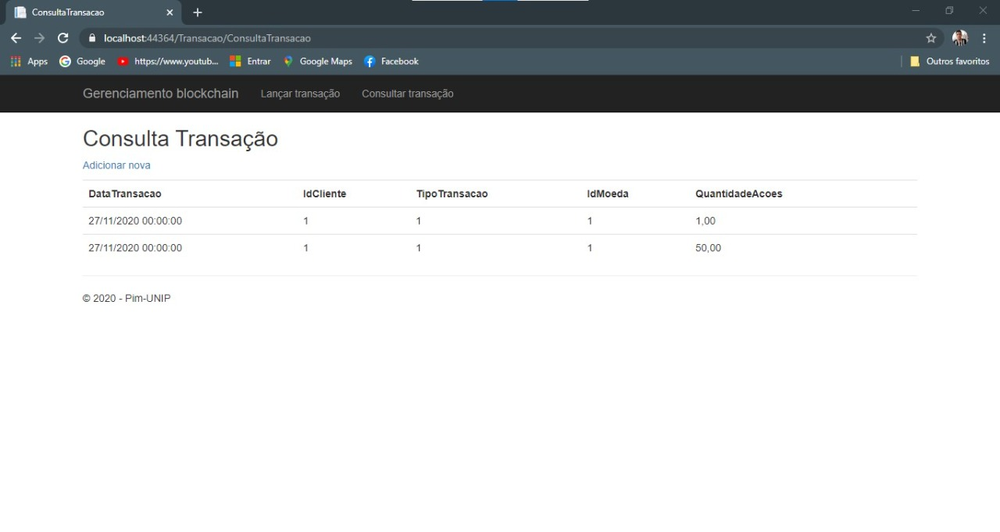 ConsultaTransacao
localhost:44364/Transacao/ConsultaTransacao
Apps Google https://www.youtub... Entrar Google Maps Facebook Outros favoritos
Gerenciamento blockchain Lançar transação Consultar transação
Consulta Transação
Adicionar nova
DataTransacao IdCliente TipoTransacao IdMoeda QuantidadeAcoes
27/11/2020 00:00:00 1 1 1 1,00
27/11/2020 00:00:00 1 1 1 50,00
© 2020 - Pim-UNIP